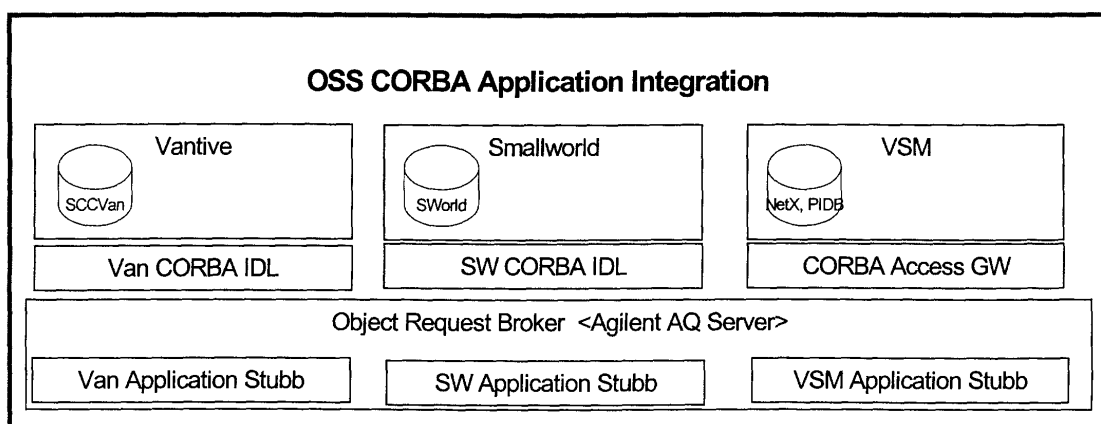 OSS CORBA Application Integration
Vantive
Smallworld
VSM
SCCVan
SWorld
NetX, PIDB
Van CORBA IDL
SW CORBA IDL
CORBA Access GW
Object Request Broker <Agilent AQ Server>
Van Application Stubb
SW Application Stubb
VSM Application Stubb